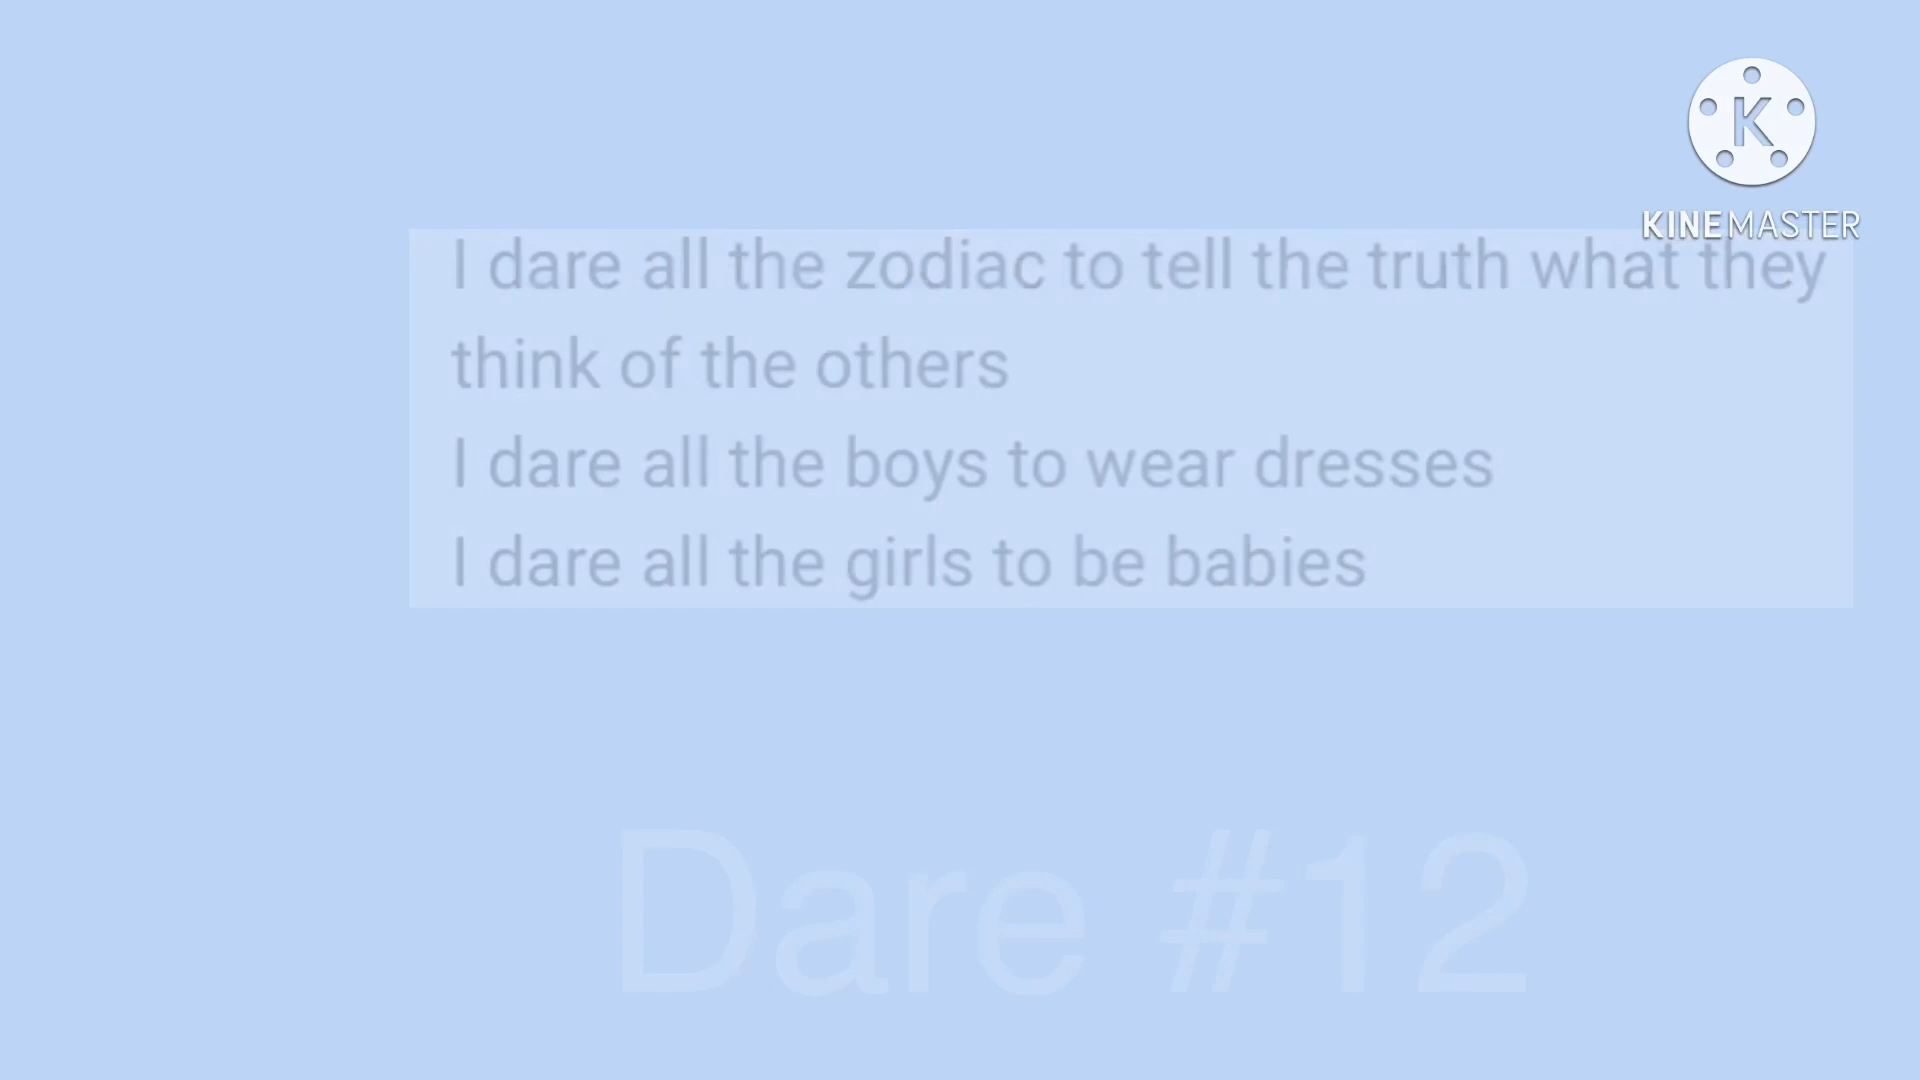 K
KINEMASTER
I dare all the zodiac to tell the truth what they
think of the others
I dare all the boys to wear dresses
I dare all the girls to be babies
Dare #12